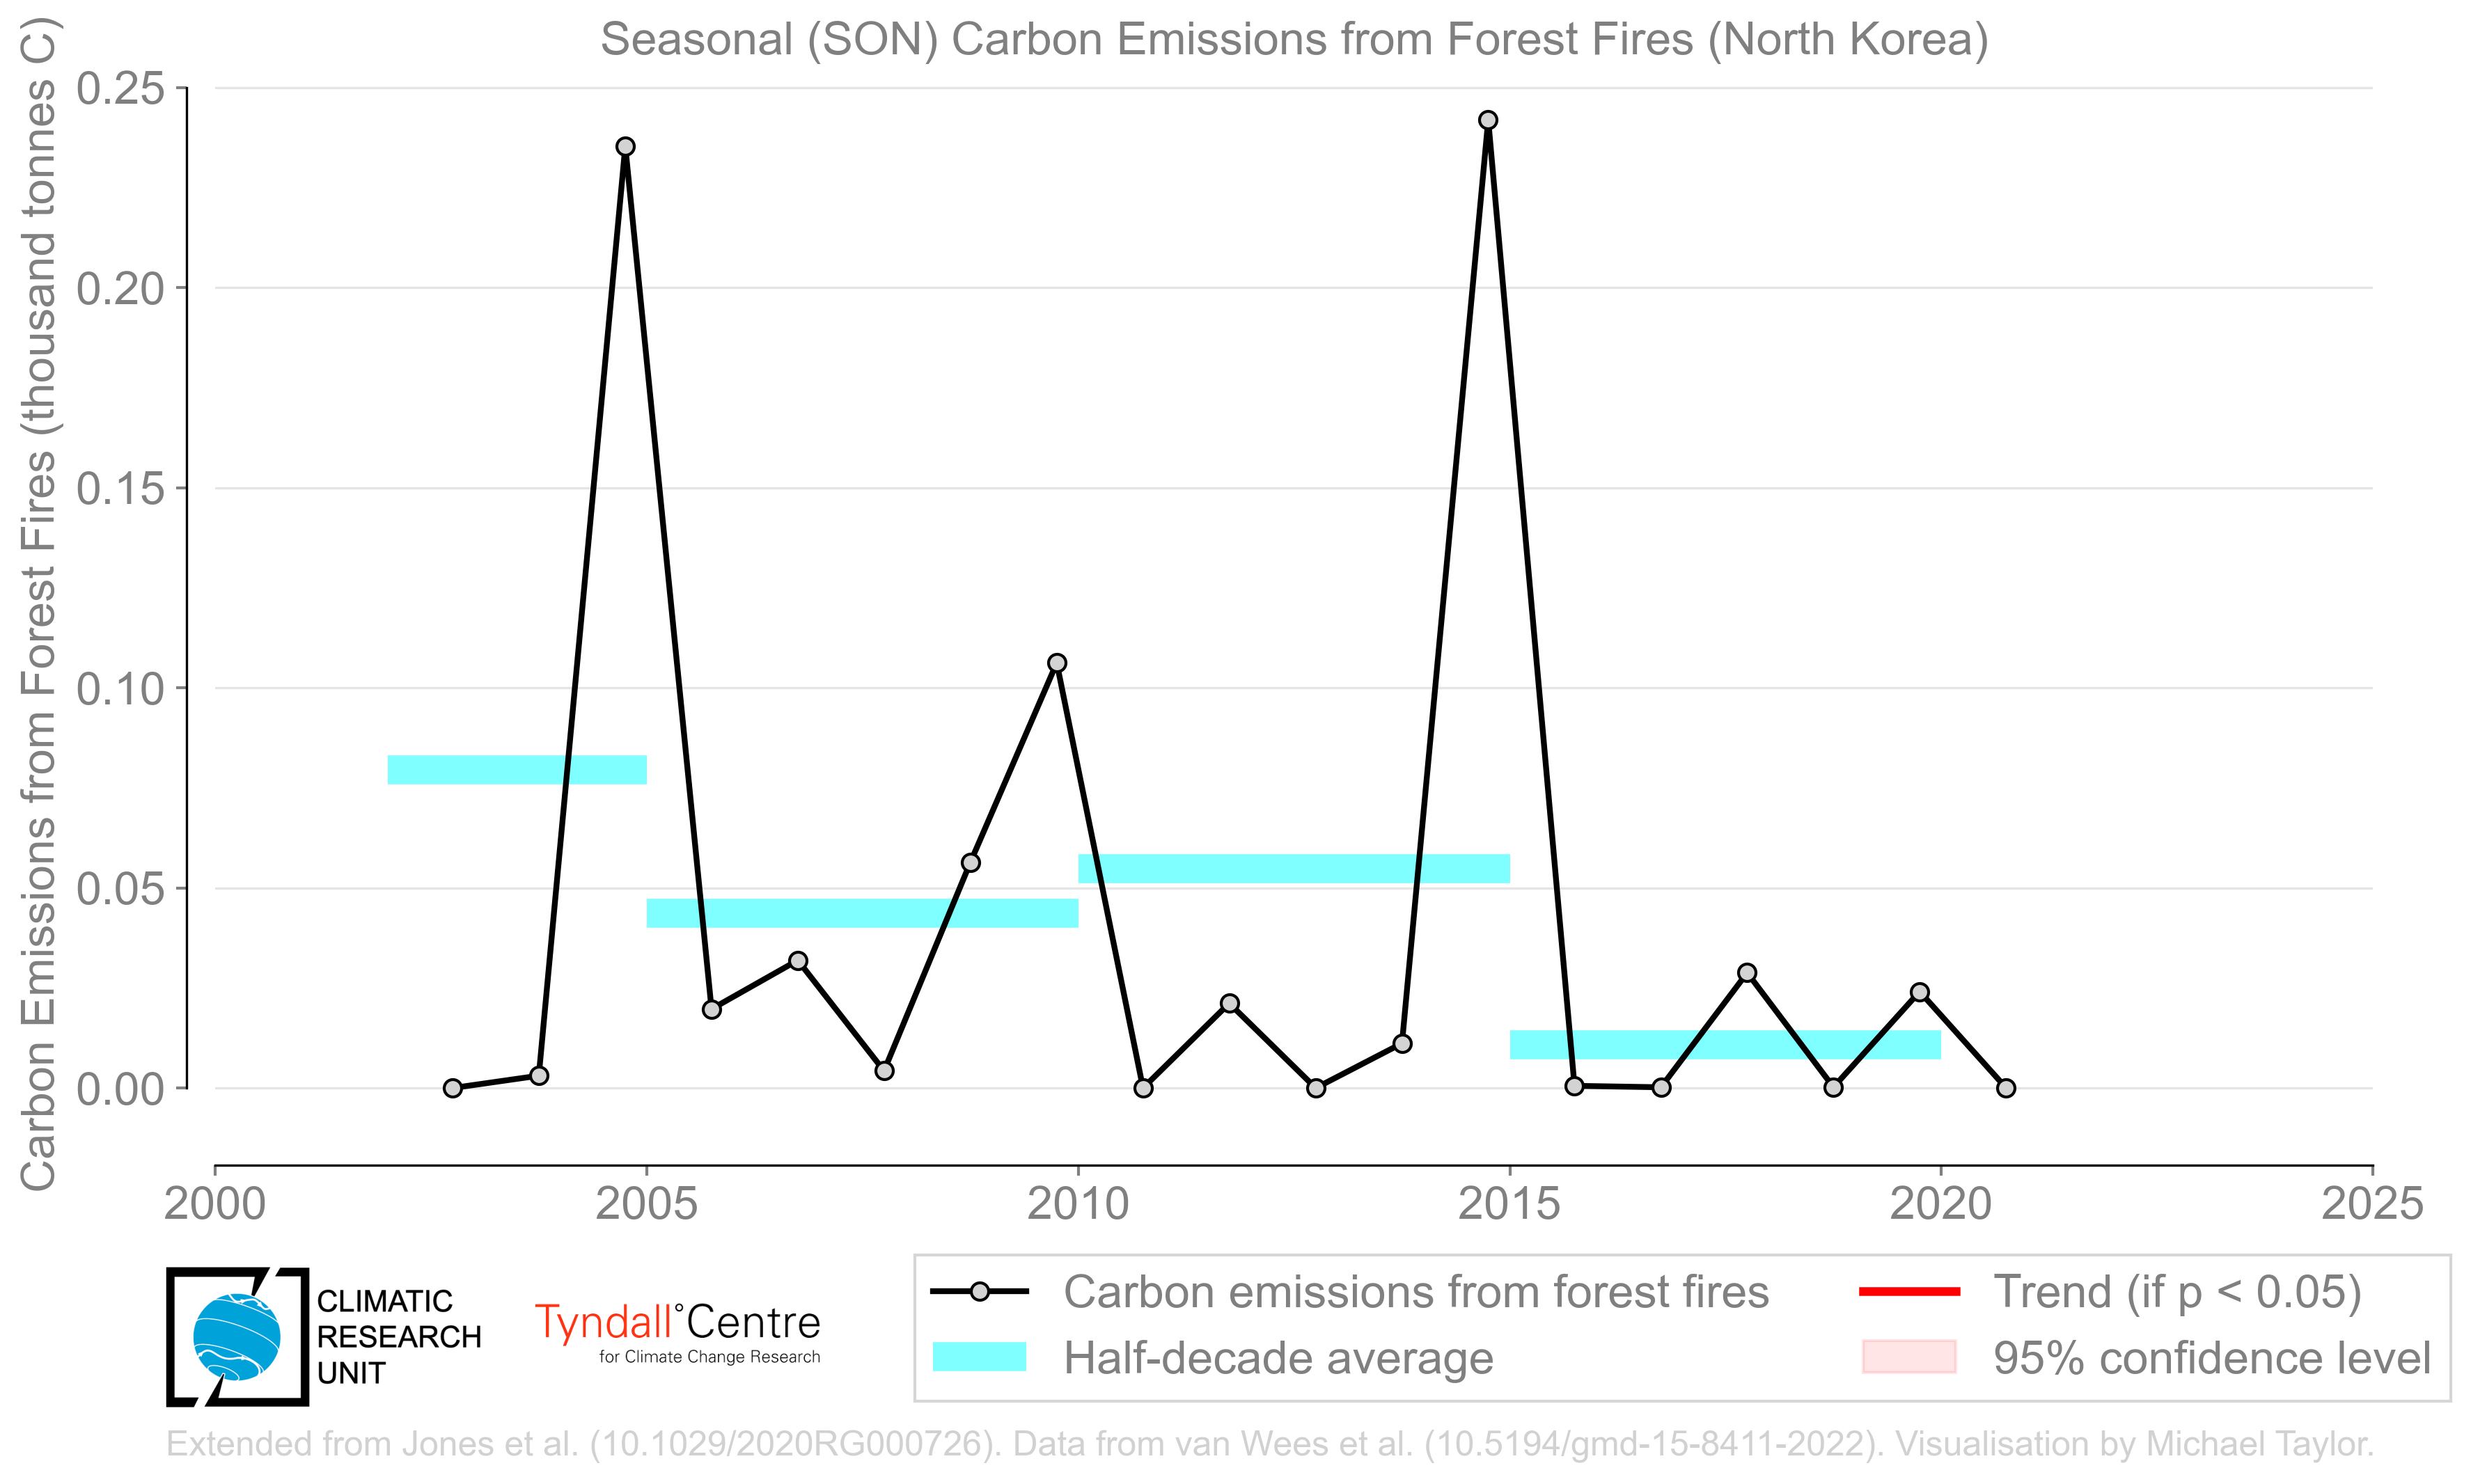 Seasonal (SON) Carbon Emissions from Forest Fires (North Korea)
Carbon Emissions from Forest Fires (thousand tonnes C)
0.25
0.20
0.15
0.10
0.05
0.00
2000 2005 2010 2015 2020 2025
CLIMATIC
RESEARCH
UNIT
Tyndall°Centre
for Climate Change Research
Carbon emissions from forest fires
Half-decade average
Trend (if p < 0.05)
95% confidence level
Extended from Jones et al. (10.1029/2020RG000726). Data from van Wees et al. (10.5194/gmd-15-8411-2022). Visualisation by Michael Taylor.